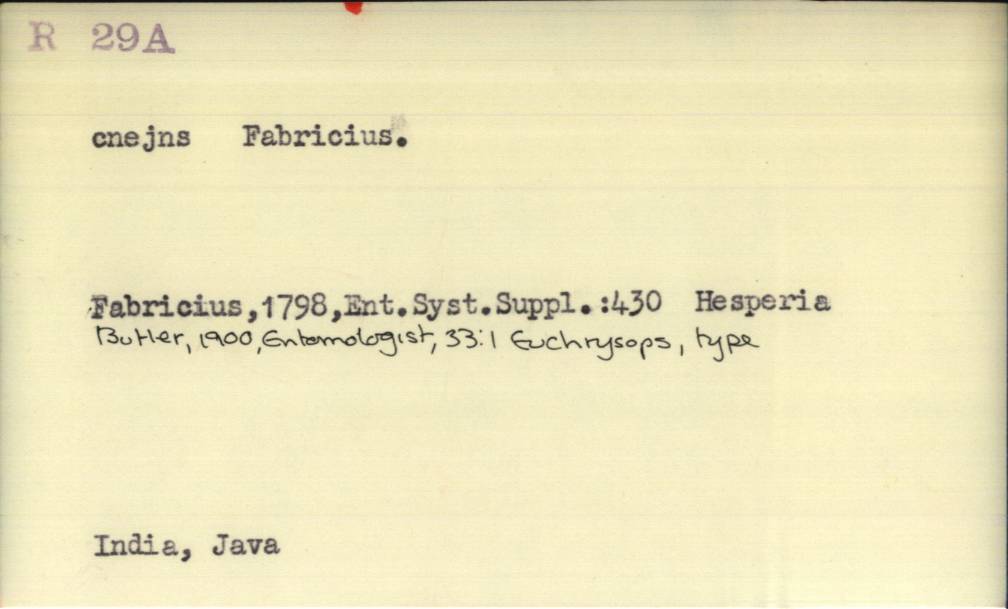 R 29A
cnejns Fabricius.
Fabricius,1798,Ent.Syst.Suppl.:430 Hesperia
Butler, 1900, Entomologist, 33:1 Euchrysops, type
India, Java